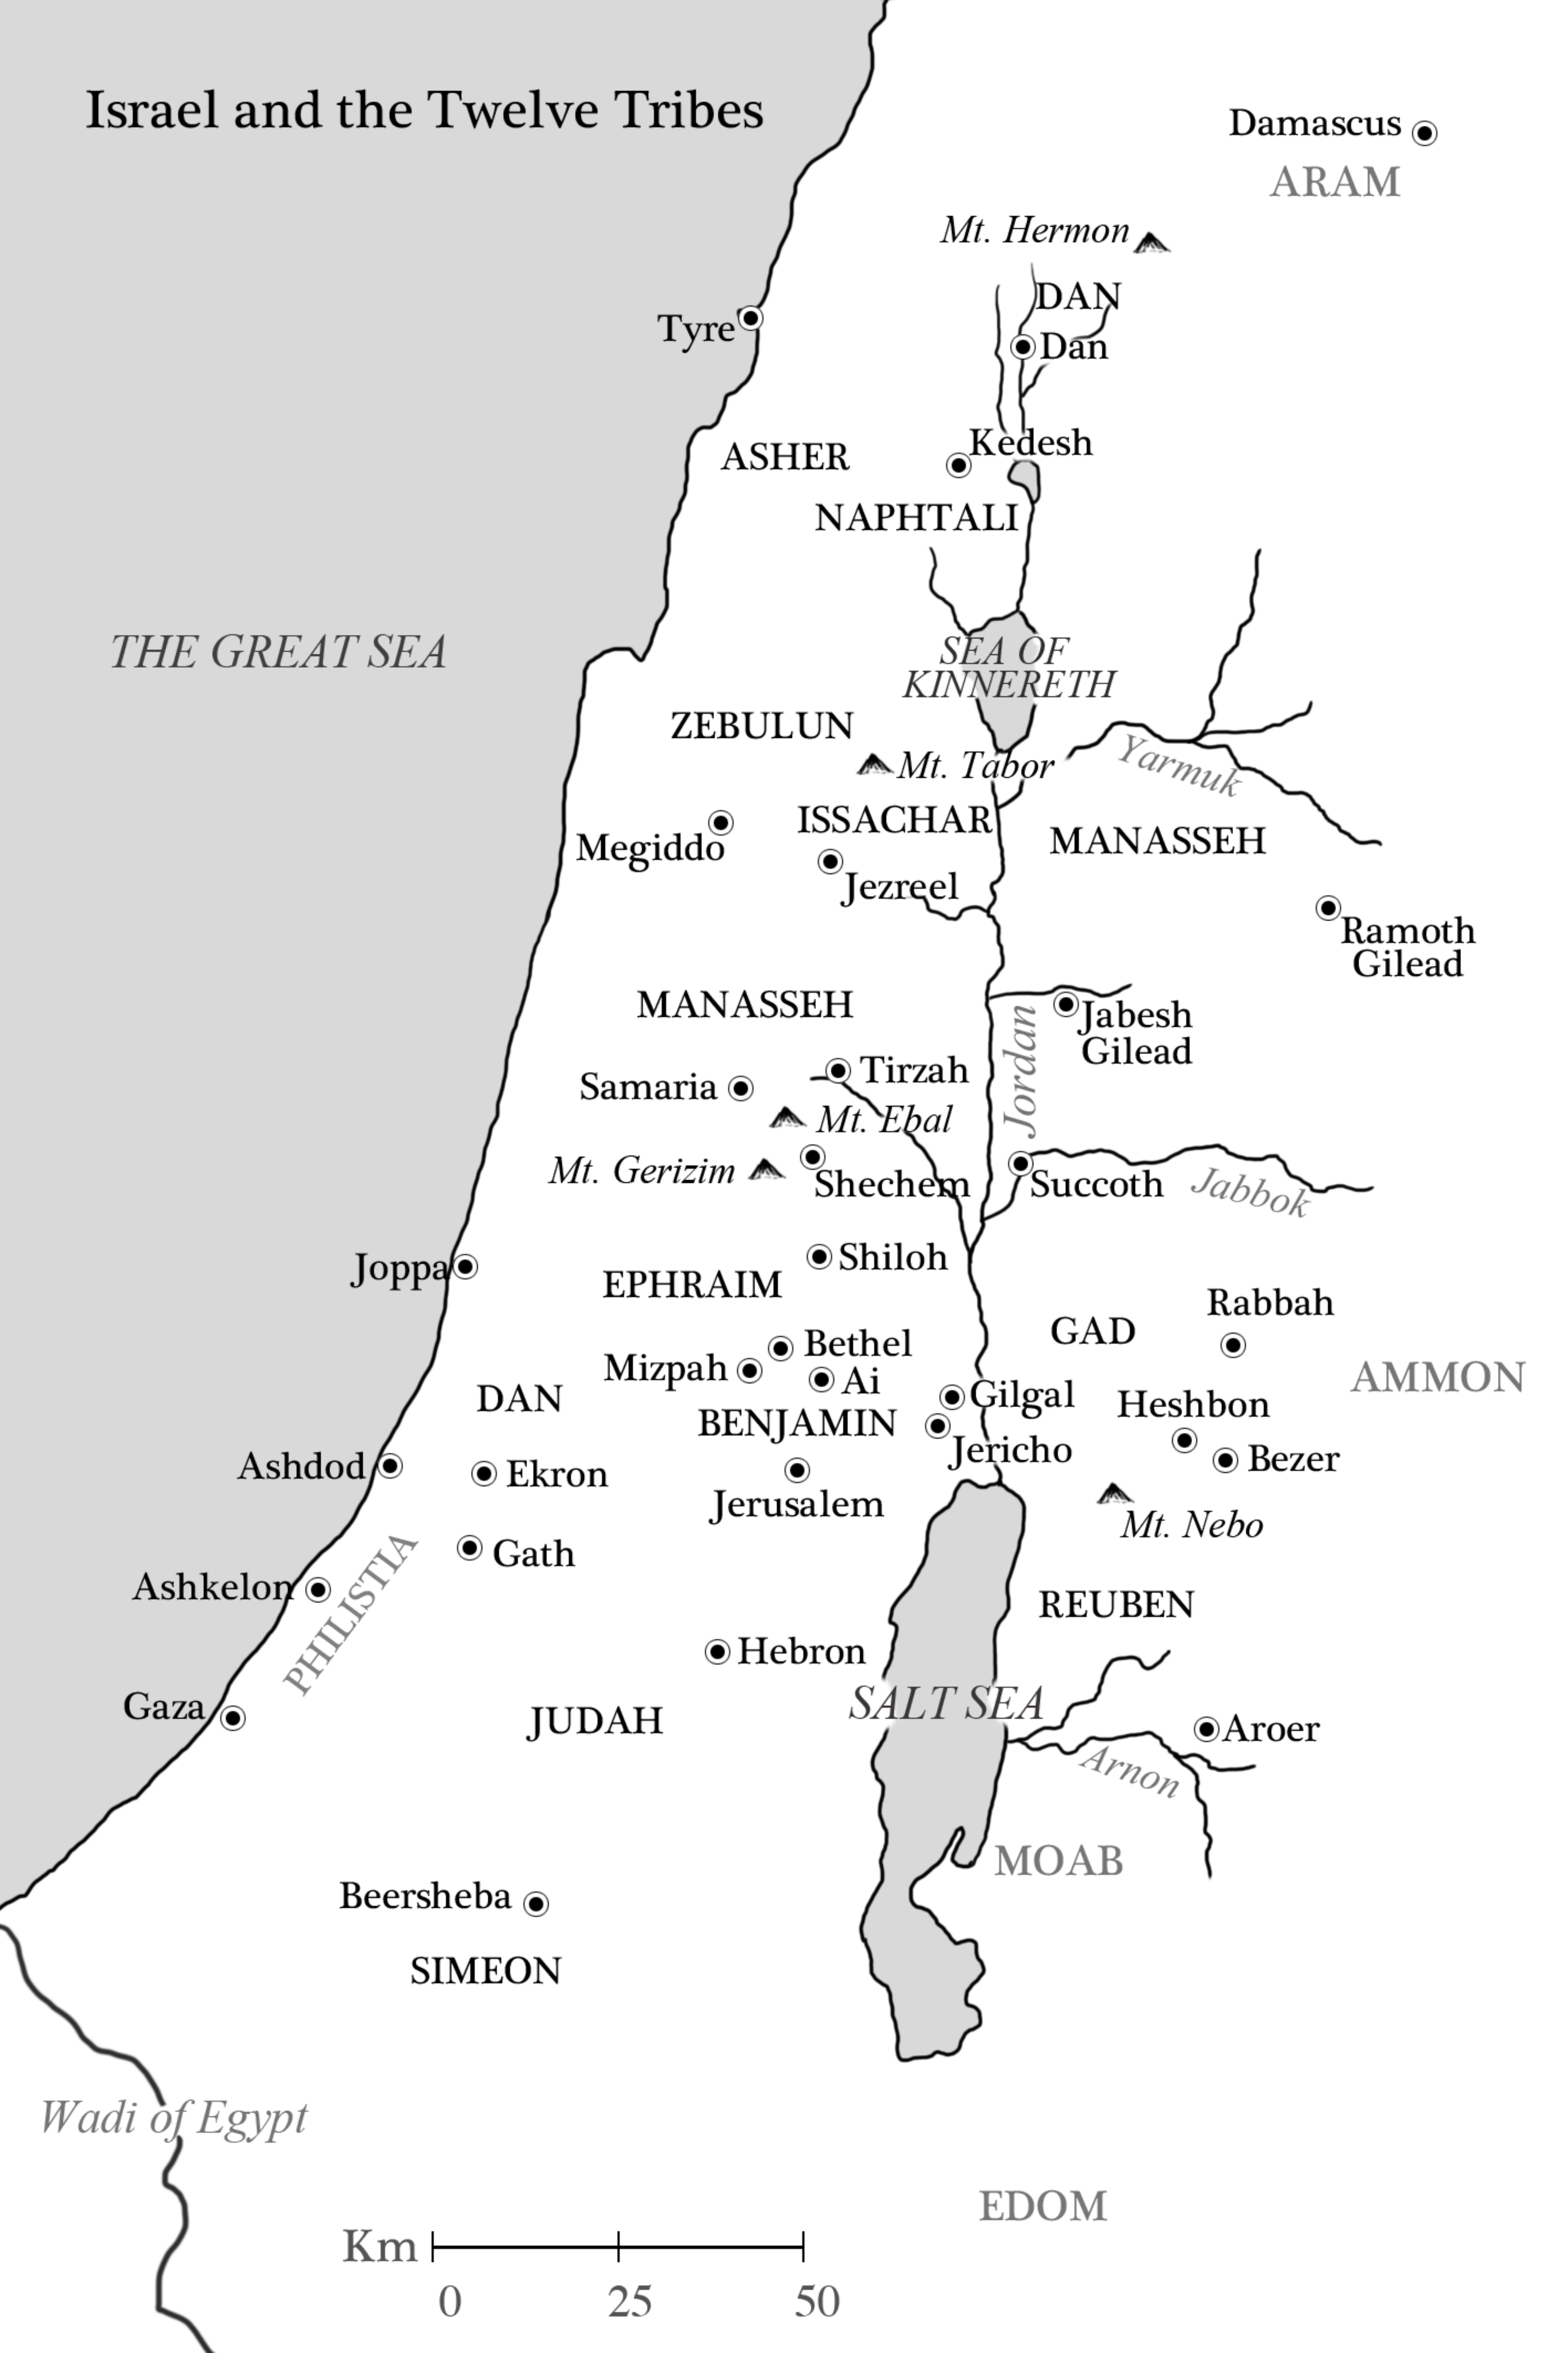 Israel and the Twelve Tribes
Damascus
ARAM
Mt. Hermon
DAN
Tyre
Dan
Kedesh
ASHER
NAPHTALI
THE GREAT SEA
SEA OF
KINNERETH
ZEBULUN
Mt. Tabor
Yarmuk
ISSACHAR
MANASSEH
Megiddo
Jezreel
Ramoth
Gilead
MANASSEH
Jabesh
Gilead
Jordan
Tirzah
Samaria
Mt. Ebal
Mt. Gerizim
Shechem
Succoth
Jabbok
Shiloh
Joppa
EPHRAIM
Rabbah
GAD
Bethel
Mizpah
Ai
AMMON
DAN
Gilgal
Heshbon
BENJAMIN
Jericho
Bezer
Ashdod
Ekron
Jerusalem
Mt. Nebo
Gath
Ashkelon
PHILISTIA
REUBEN
Hebron
SALT SEA
Gaza
JUDAH
Aroer
Arnon
MOAB
Beersheba
SIMEON
Wadi of Egypt
EDOM
Km
0 25 50